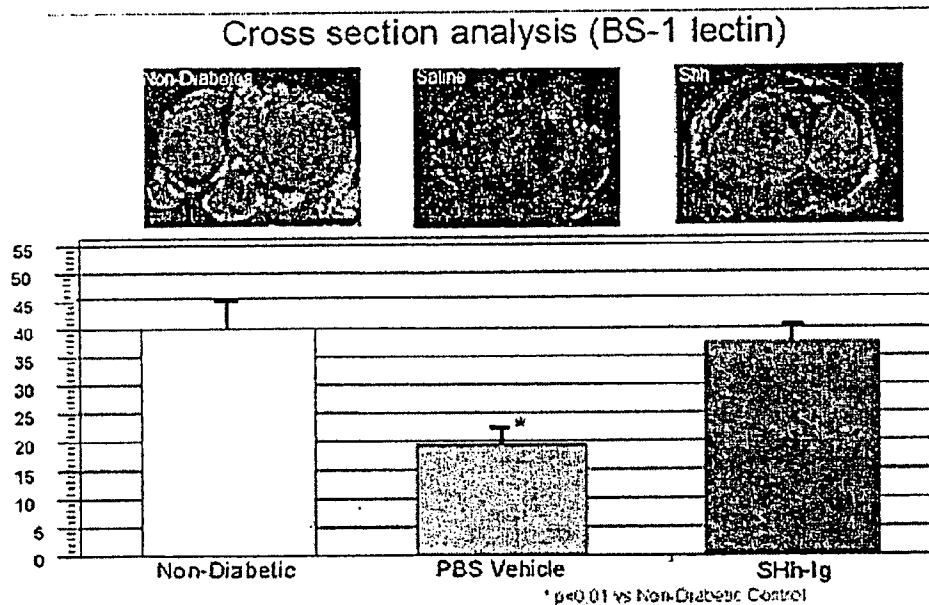 Cross section analysis (BS-1 lectin)
Non-Diabetes
Saline
Shh
55
50
45
40
35
30
25
20
15
10
5
0
*
Non-Diabetic
PBS Vehicle
SHh-Ig
* p<0.01 vs Non-Diabetic Control